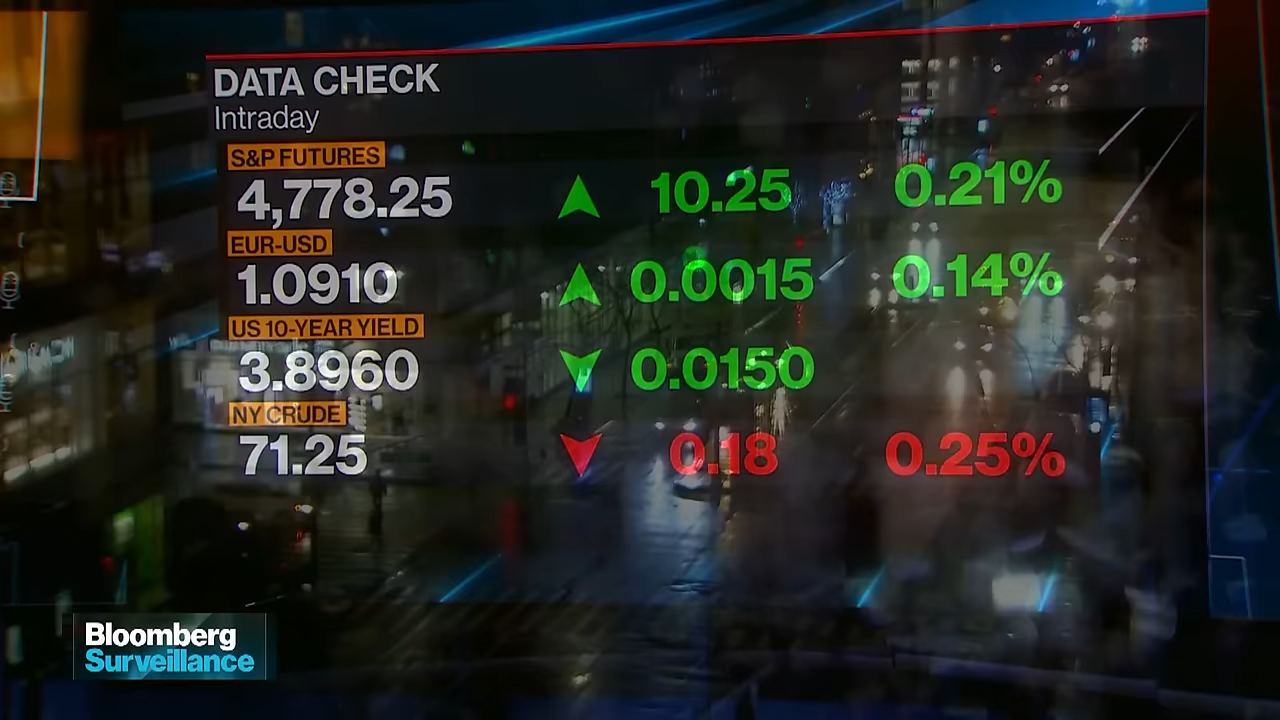 DATA CHECK
Intraday
S&P FUTURES
4,778.25 ▲ 10.25 0.21%
EUR-USD
1.0910 ▲ 0.0015 0.14%
US 10-YEAR YIELD
3.8960 ▼ 0.0150
NY CRUDE
71.25 ▼ 0.18 0.25%
Bloomberg
Surveillance